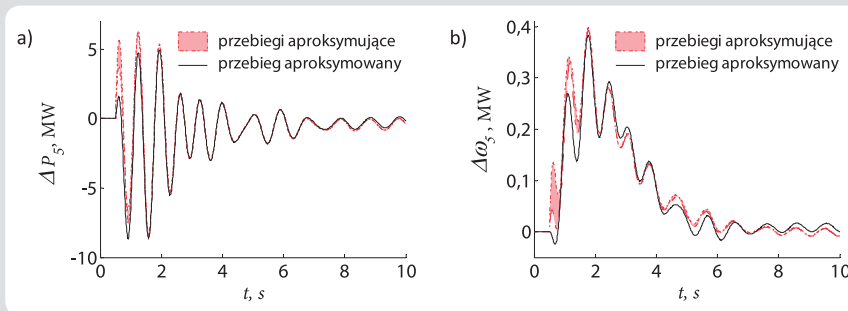 a)
przebiegi aproksymujące
przebieg aproksymowany
ΔP₅, MW
5
0
-5
-10
0
2
4
6
8
10
t, s
b)
przebiegi aproksymujące
przebieg aproksymowany
Δω₅, MW
0,4
0,3
0,2
0,1
0
0
2
4
6
8
10
t, s